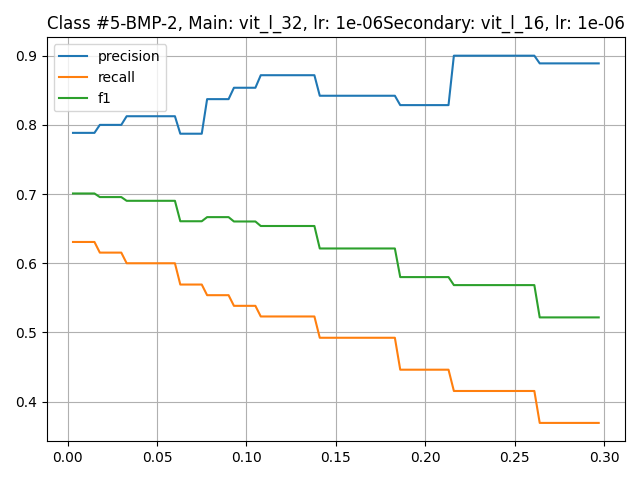 Class #5-BMP-2, Main: vit_l_32, lr: 1e-06Secondary: vit_l_16, lr: 1e-06
precision
recall
f1
0.9
0.8
0.7
0.6
0.5
0.4
0.00 0.05 0.10 0.15 0.20 0.25 0.30